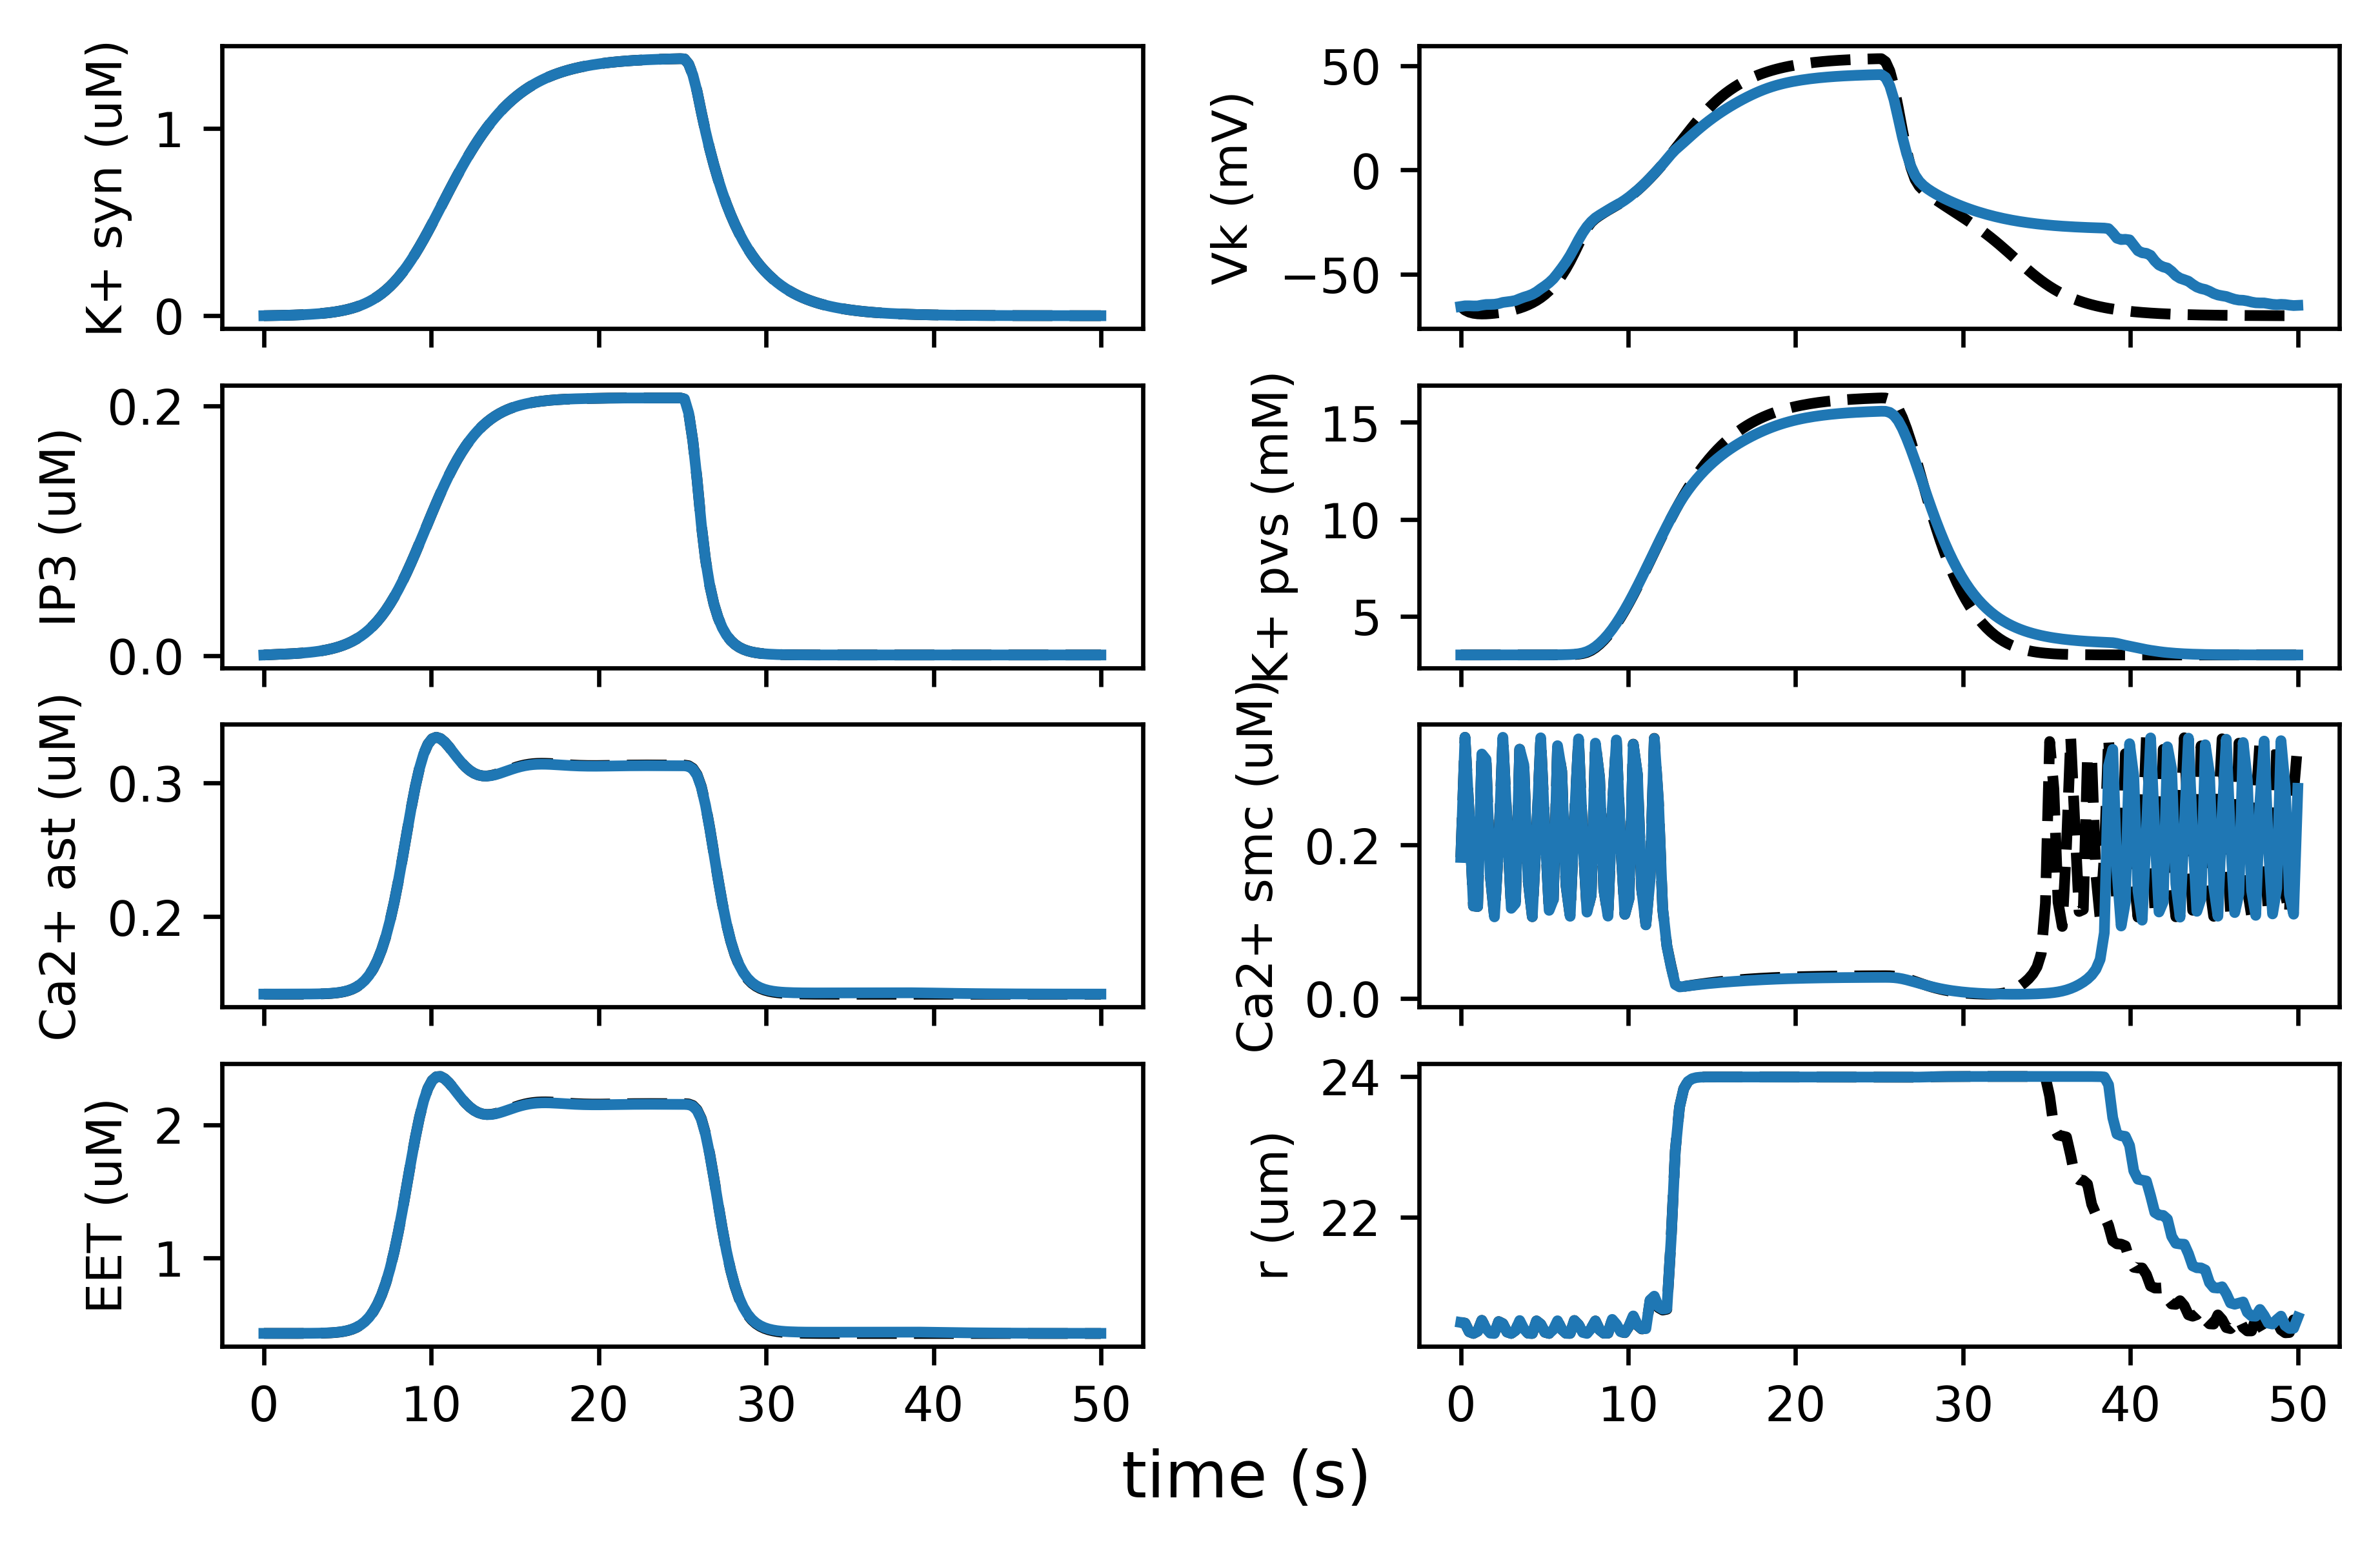 K+ syn (uM)
1
0
Vk (mV)
50
0
−50
IP3 (uM)
0.2
0.0
K+ pvs (mM)
15
10
5
Ca2+ ast (uM)
0.3
0.2
Ca2+ smc (uM)
0.2
0.0
EET (uM)
2
1
0 10 20 30 40 50
r (um)
24
22
0 10 20 30 40 50
time (s)